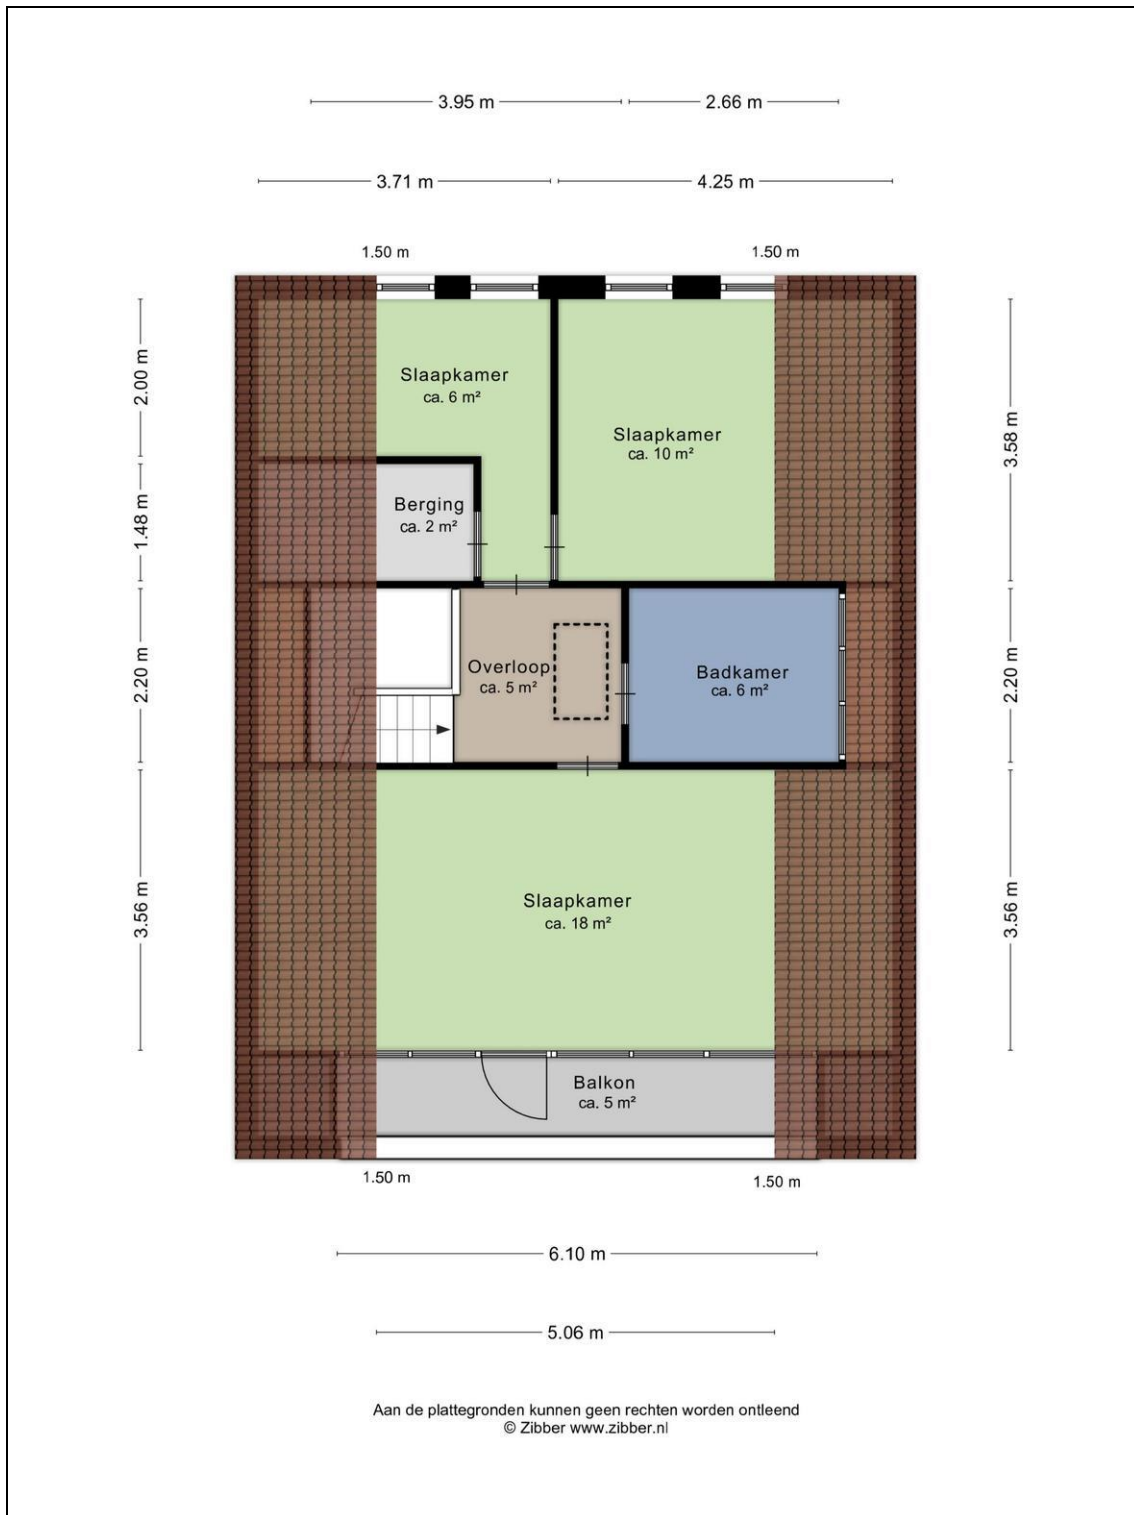 3.95 m
2.66 m
3.71 m
4.25 m
1.50 m
1.50 m
2.00 m
Slaapkamer
ca. 6 m²
Slaapkamer
ca. 10 m²
3.58 m
1.48 m
Berging
ca. 2 m²
2.20 m
Overloop
ca. 5 m²
Badkamer
ca. 6 m²
2.20 m
3.56 m
Slaapkamer
ca. 18 m²
3.56 m
Balkon
ca. 5 m²
1.50 m
1.50 m
6.10 m
5.06 m
Aan de plattegronden kunnen geen rechten worden ontleend
© Zibber www.zibber.nl